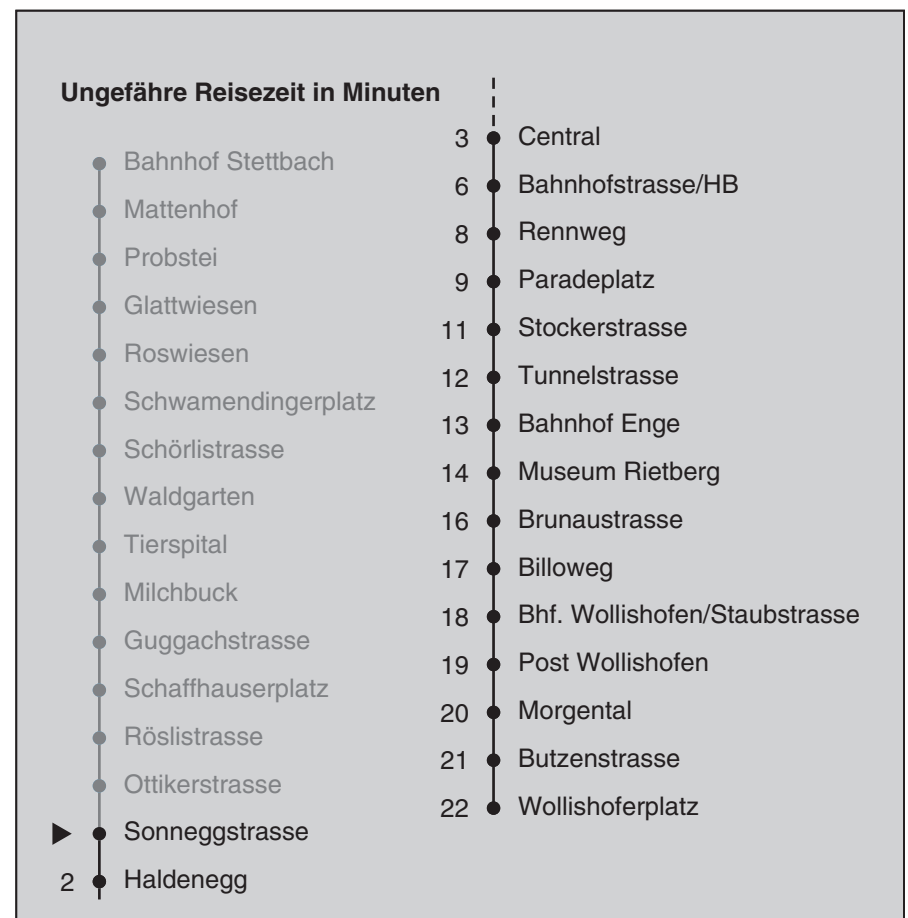 Ungefähre Reisezeit in Minuten
Bahnhof Stettbach
Mattenhof
Probstei
Glattwiesen
Roswiesen
Schwamendingerplatz
Schörlistrasse
Waldgarten
Tierspital
Milchbuck
Guggachstrasse
Schaffhauserplatz
Röslistrasse
Ottikerstrasse
Sonneggstrasse
2 Haldenegg
3 Central
6 Bahnhofstrasse/HB
8 Rennweg
9 Paradeplatz
11 Stockerstrasse
12 Tunnelstrasse
13 Bahnhof Enge
14 Museum Rietberg
16 Brunaustrasse
17 Billoweg
18 Bhf. Wollishofen/Staubstrasse
19 Post Wollishofen
20 Morgental
21 Butzenstrasse
22 Wollishoferplatz